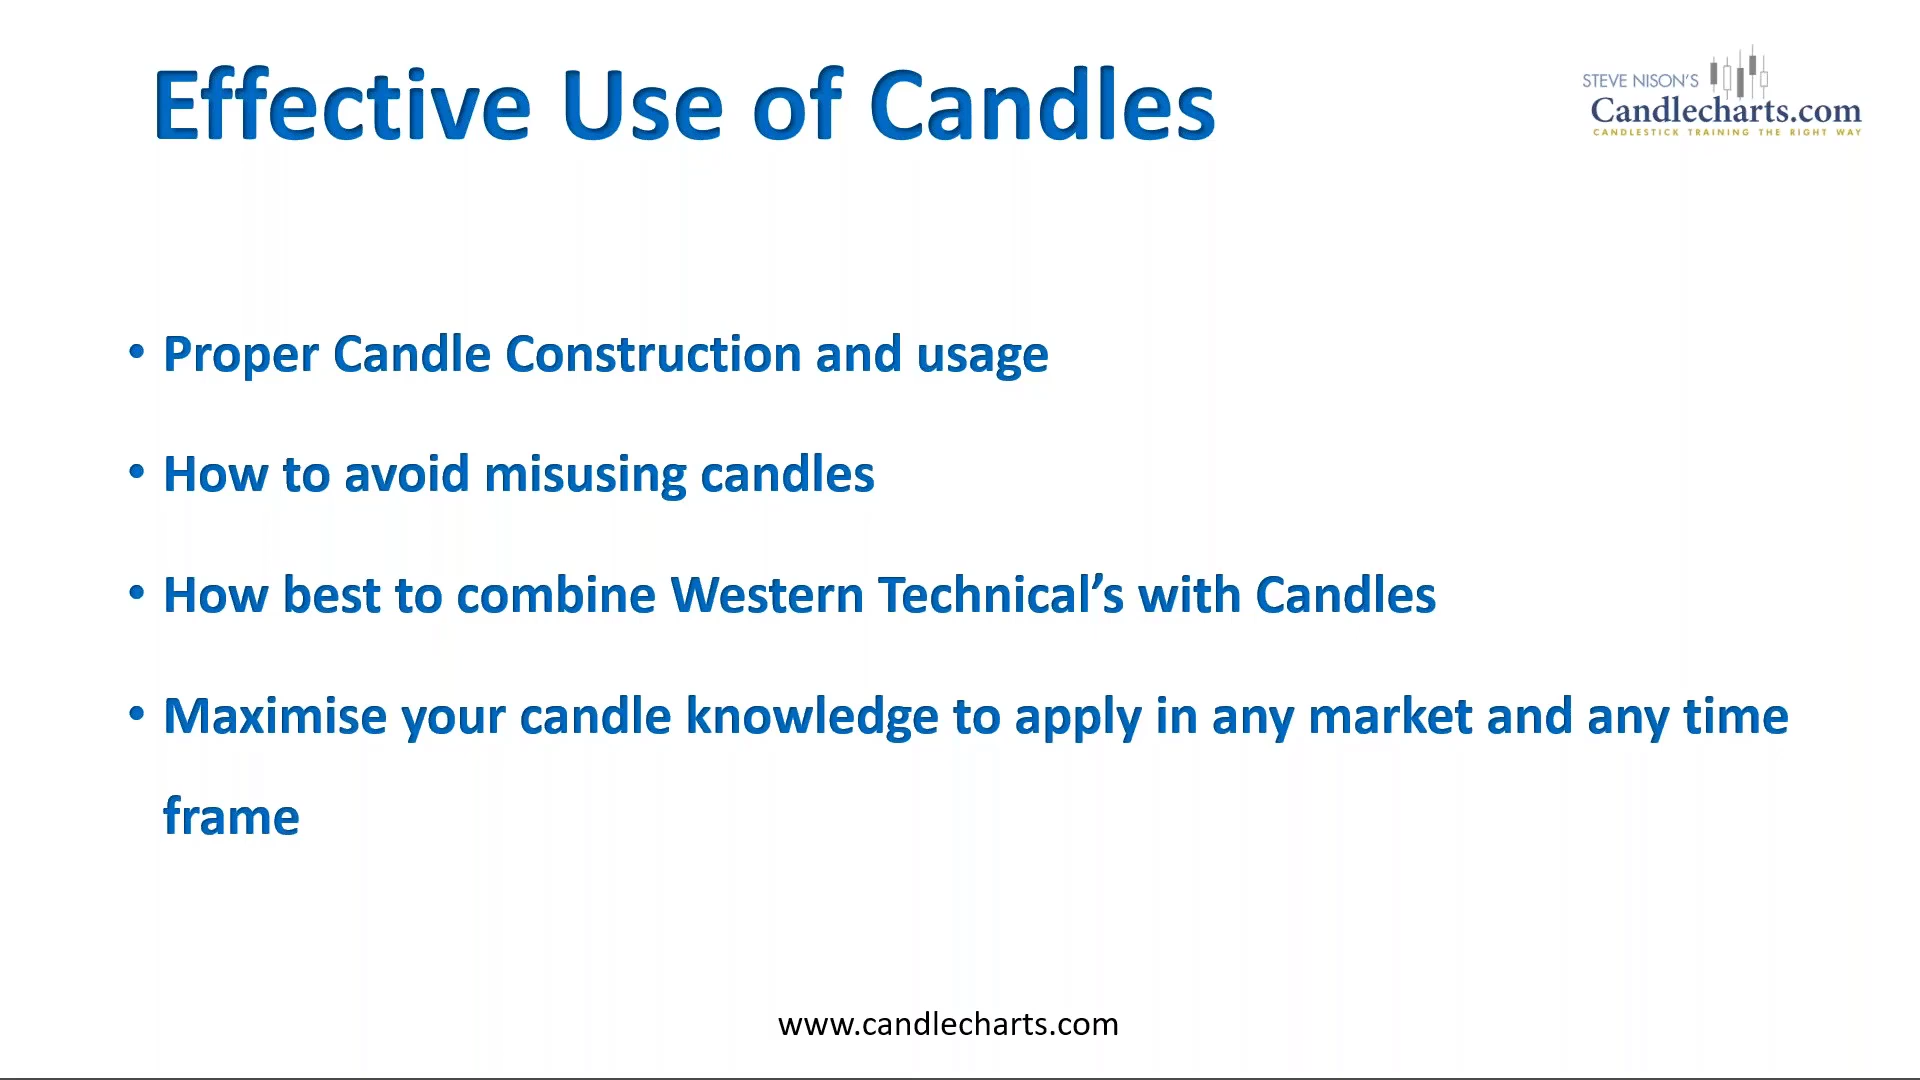 Effective Use of Candles
STEVE NISON'S
Candlecharts.com
CANDLESTICK TRAINING THE RIGHT WAY
• Proper Candle Construction and usage
• How to avoid misusing candles
• How best to combine Western Technical’s with Candles
• Maximise your candle knowledge to apply in any market and any time
frame
www.candlecharts.com